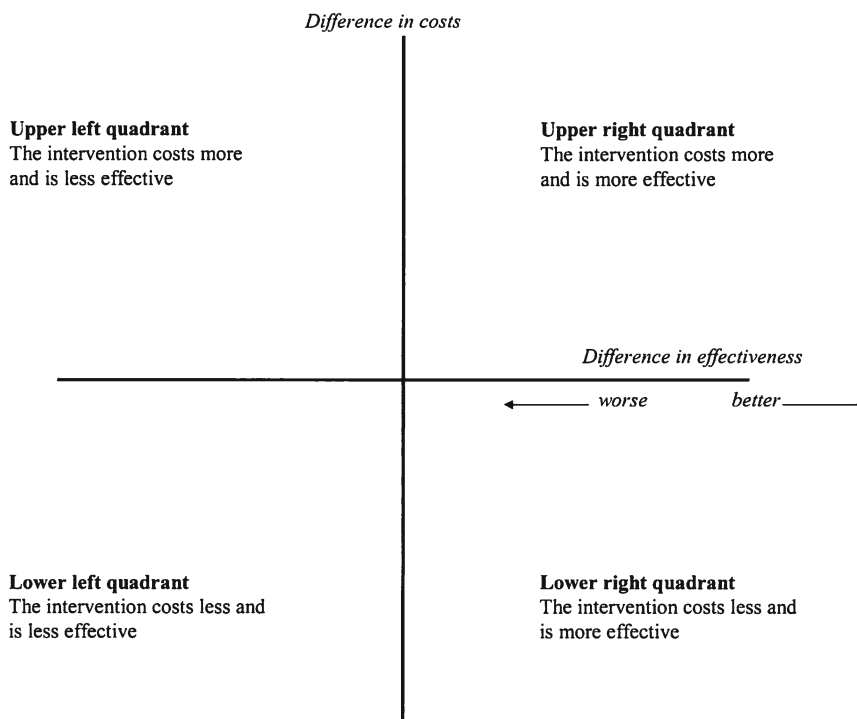 Difference in costs
Upper left quadrant
The intervention costs more
and is less effective
Upper right quadrant
The intervention costs more
and is more effective
Difference in effectiveness
worse
better
Lower left quadrant
The intervention costs less and
is less effective
Lower right quadrant
The intervention costs less and
is more effective